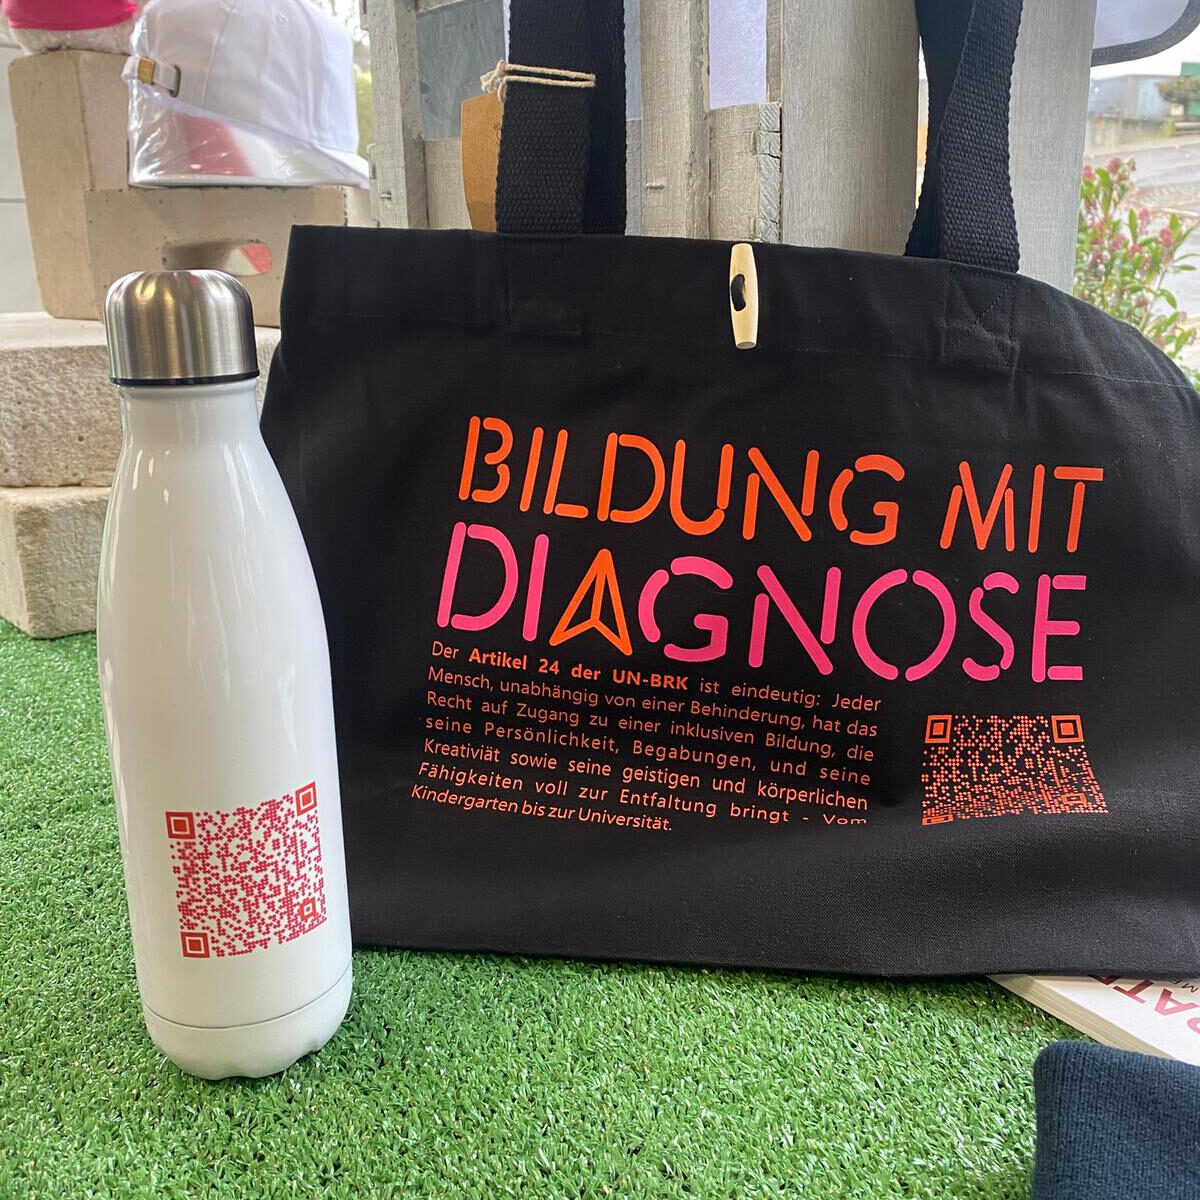 BILDUNG MIT
DIAGNOSE
Der Artikel 24 der UN-BRK ist eindeutig: Jeder
Mensch, unabhängig von einer Behinderung, hat das
Recht auf Zugang zu einer inklusiven Bildung, die
seine Persönlichkeit, Begabungen, und seine
Kreativiät sowie seine geistigen und körperlichen
Fähigkeiten voll zur Entfaltung bringt - Vom
Kindergarten bis zur Universität.